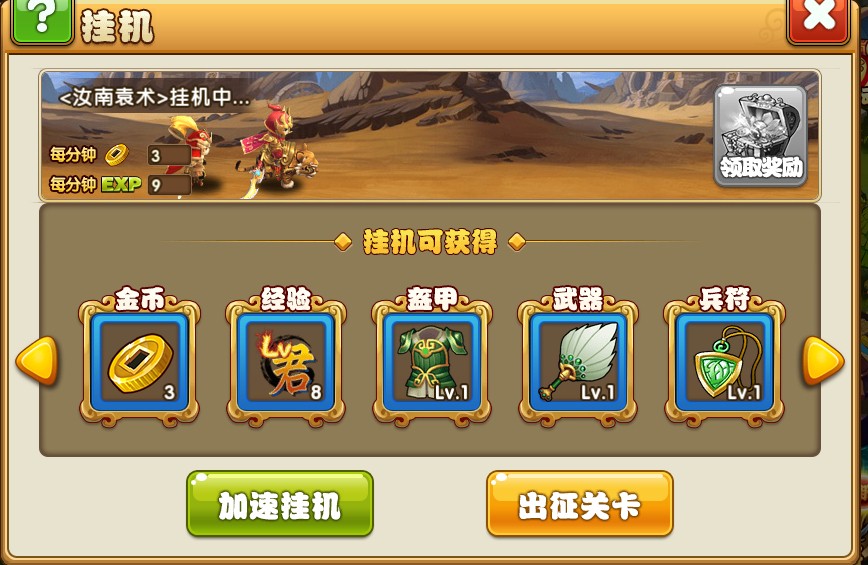 ?
挂机
<汝南袁术>挂机中...
每分钟 3
每分钟 EXP 9
领取奖励
挂机可获得
金币 经验 盔甲 武器 兵符
Lv.君
3 8 Lv.1 Lv.1 Lv.1
加速挂机 出征关卡